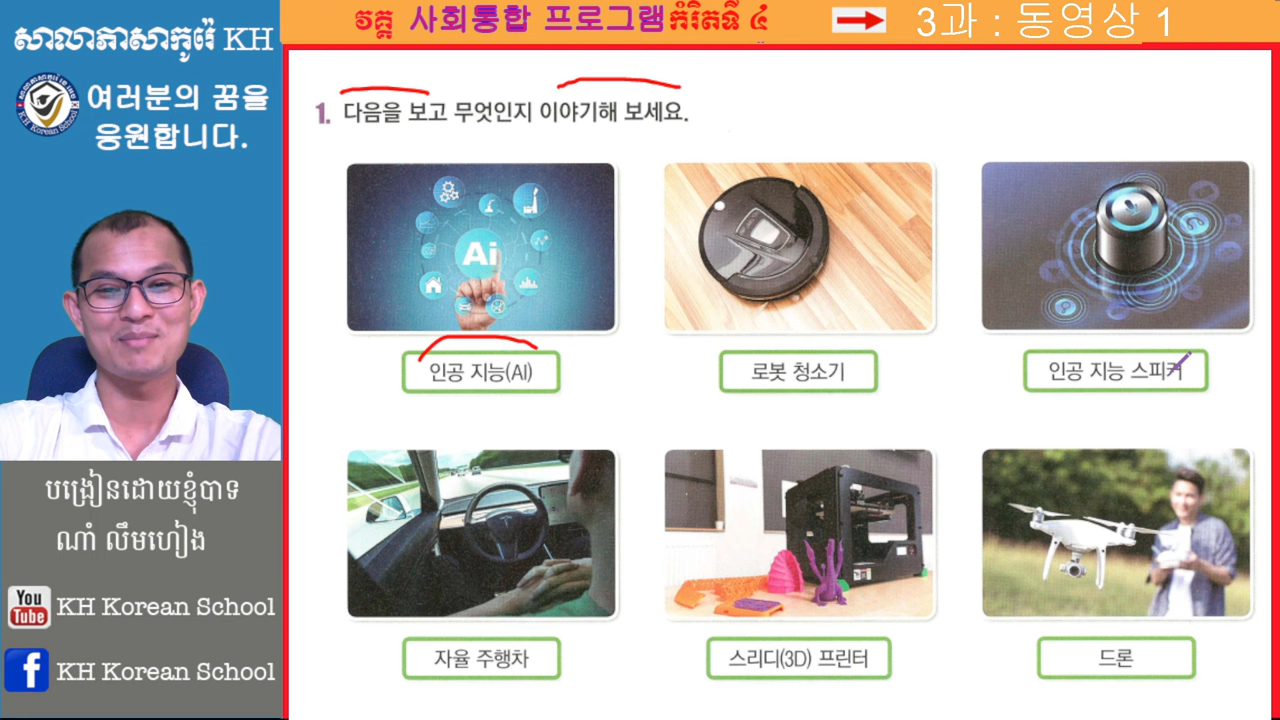 សាលាភាសាកូរ៉េ KH
여러분의 꿈을
응원합니다.
បង្រៀនដោយខ្ញុំបាទ
ណាំ លឹមហៀង
You Tube KH Korean School
f KH Korean School
វគ្គ 사회통합 프로그램 កំរិតទី ៤ 3과 : 동영상 1
1. 다음을 보고 무엇인지 이야기해 보세요.
Ai
인공 지능(AI) 로봇 청소기 인공 지능 스피커
자율 주행차 스리디(3D) 프린터 드론